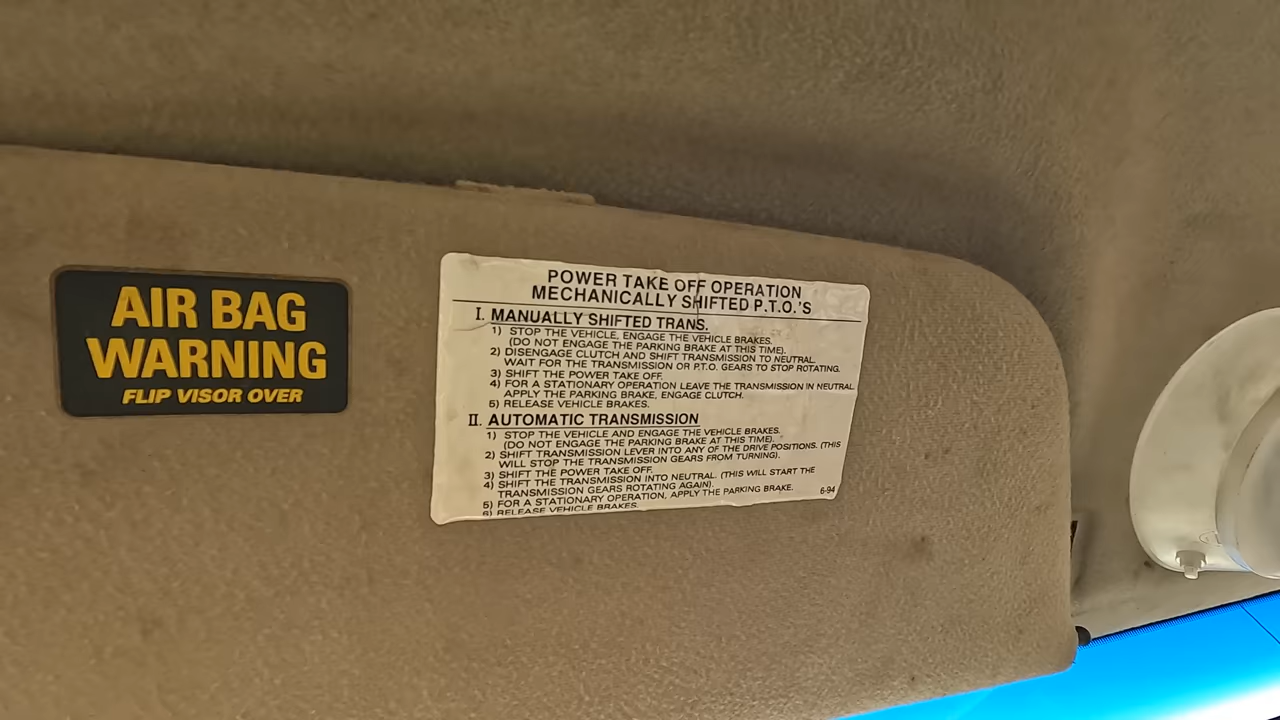 AIR BAG
WARNING
FLIP VISOR OVER
POWER TAKE OFF OPERATION
MECHANICALLY SHIFTED P.T.O.'S
I. MANUALLY SHIFTED TRANS.
1) STOP THE VEHICLE, ENGAGE THE VEHICLE BRAKES.
(DO NOT ENGAGE THE PARKING BRAKE AT THIS TIME).
2) DISENGAGE CLUTCH AND SHIFT TRANSMISSION TO NEUTRAL.
WAIT FOR THE TRANSMISSION OR P.T.O. GEARS TO STOP ROTATING.
3) SHIFT THE POWER TAKE OFF.
4) FOR A STATIONARY OPERATION LEAVE THE TRANSMISSION IN NEUTRAL
APPLY THE PARKING BRAKE, ENGAGE CLUTCH.
5) RELEASE VEHICLE BRAKES.
II. AUTOMATIC TRANSMISSION
1) STOP THE VEHICLE AND ENGAGE THE VEHICLE BRAKES.
(DO NOT ENGAGE THE PARKING BRAKE AT THIS TIME).
2) SHIFT TRANSMISSION LEVER INTO ANY OF THE DRIVE POSITIONS. (THIS
WILL STOP THE TRANSMISSION GEARS FROM TURNING).
3) SHIFT THE POWER TAKE OFF.
4) SHIFT THE TRANSMISSION INTO NEUTRAL. (THIS WILL START THE
TRANSMISSION GEARS ROTATING AGAIN).
5) FOR A STATIONARY OPERATION, APPLY THE PARKING BRAKE.
6) RELEASE VEHICLE BRAKES.
6-94